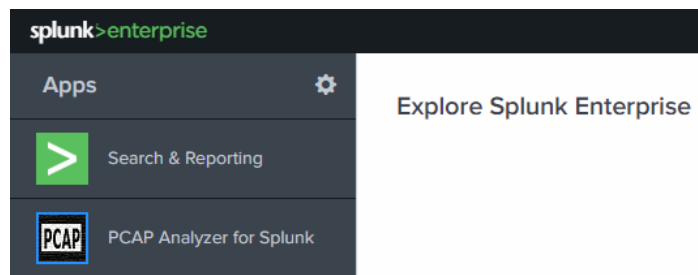 splunk>enterprise
Apps
Explore Splunk Enterprise
> Search & Reporting
PCAP PCAP Analyzer for Splunk